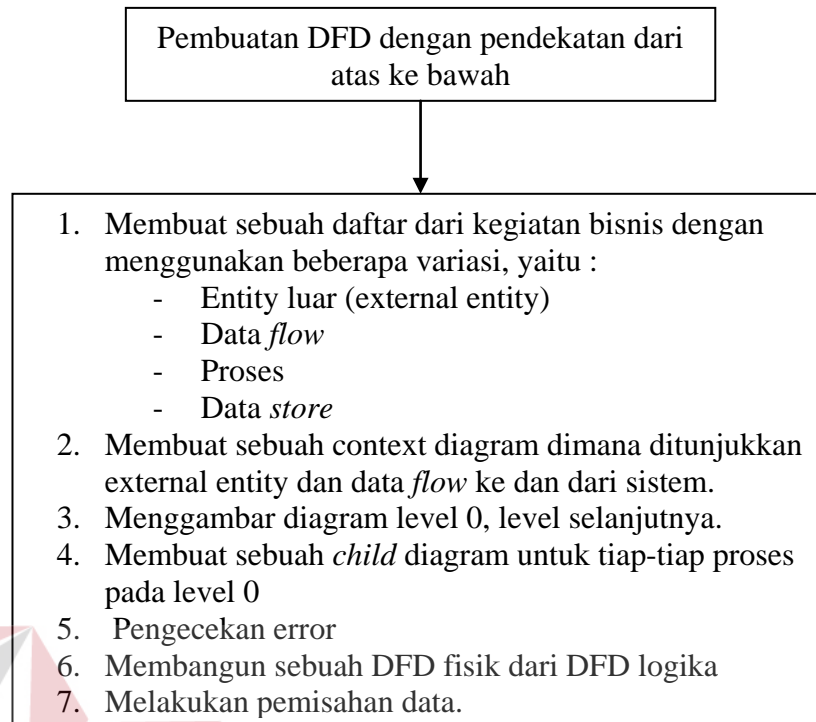 Pembuatan DFD dengan pendekatan dari
atas ke bawah
1. Membuat sebuah daftar dari kegiatan bisnis dengan
menggunakan beberapa variasi, yaitu :
- Entity luar (external entity)
- Data flow
- Proses
- Data store
2. Membuat sebuah context diagram dimana ditunjukkan
external entity dan data flow ke dan dari sistem.
3. Menggambar diagram level 0, level selanjutnya.
4. Membuat sebuah child diagram untuk tiap-tiap proses
pada level 0
5. Pengecekan error
6. Membangun sebuah DFD fisik dari DFD logika
7. Melakukan pemisahan data.